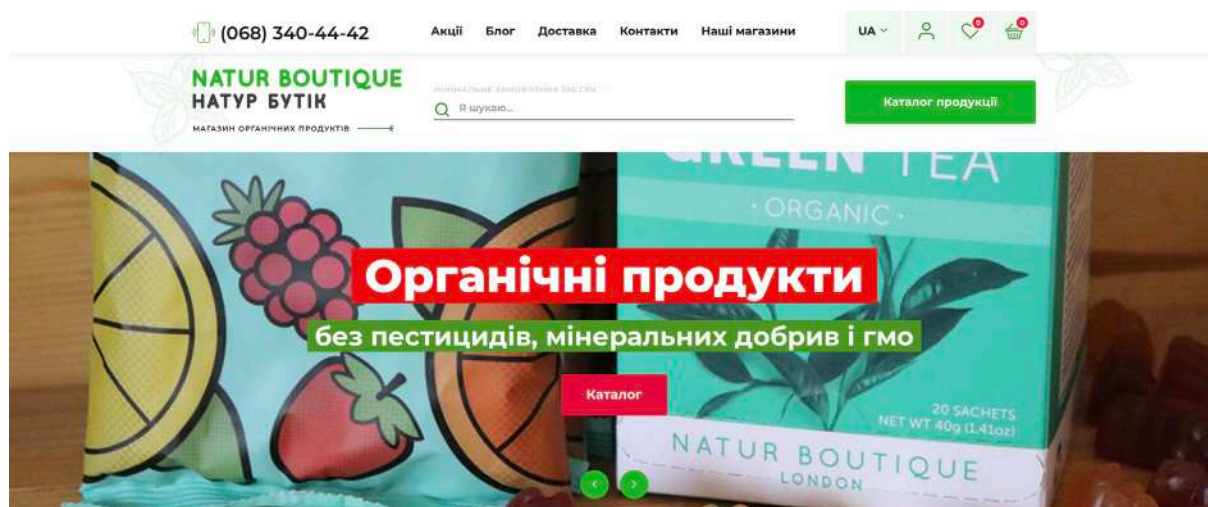 (068) 340-44-42
Акції Блог Доставка Контакти Наші магазини
UA
0
0
NATUR BOUTIQUE
НАТУР БУТІК
МАГАЗИН ОРГАНІЧНИХ ПРОДУКТІВ
МІНІМАЛЬНЕ ЗАМОВЛЕННЯ
Я шукаю...
Каталог продукції
GREEN TEA
· ORGANIC ·
Органічні продукти
без пестицидів, мінеральних добрив і гмо
Каталог
20 SACHETS
NET WT 40g (1.41oz)
NATUR BOUTIQUE
LONDON